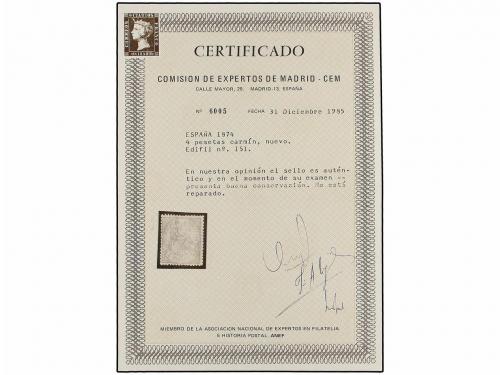 CERTIFICADO
COMISION DE EXPERTOS DE MADRID - CEM
CALLE MAYOR, 29. MADRID-13. ESPAÑA
Nº 6005 FECHA 31 Diciembre 1985
ESPAÑA 1874
4 pesetas carmín, nuevo.
Edifil nº. 151.
En nuestra opinión el sello es autén-
tico y en el momento de su examen --
presenta buena conservación. No está
reparado.
MIEMBRO DE LA ASOCIACION NACIONAL DE EXPERTOS EN FILATELIA
E HISTORIA POSTAL. ANEF